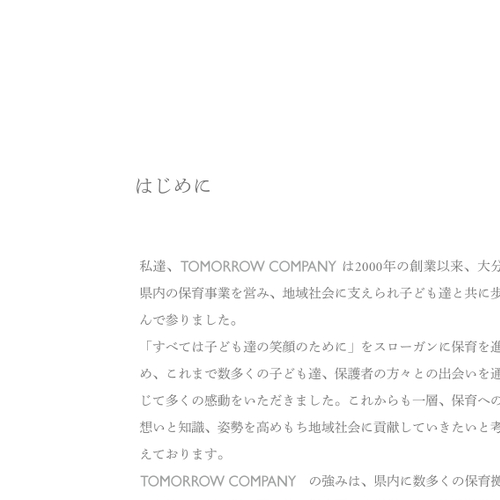 はじめに
私達、TOMORROW COMPANY は2000年の創業以来、大分
県内の保育事業を営み、地域社会に支えられ子ども達と共に歩
んで参りました。
「すべては子ども達の笑顔のために」をスローガンに保育を進
め、これまで数多くの子ども達、保護者の方々との出会いを通
じて多くの感動をいただきました。これからも一層、保育への
想いと知識、姿勢を高めもち地域社会に貢献していきたいと考
えております。
TOMORROW COMPANY　の強みは、県内に数多くの保育拠